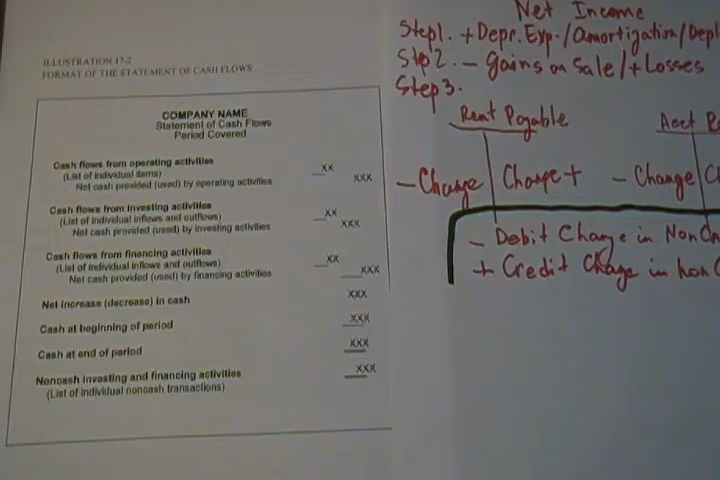 ILLUSTRATION 17-2
FORMAT OF THE STATEMENT OF CASH FLOWS
COMPANY NAME
Statement of Cash Flows
Period Covered
Cash flows from operating activities
(List of individual items) XX
Net cash provided (used) by operating activities XXX
Cash flows from investing activities
(List of individual inflows and outflows) XX
Net cash provided (used) by investing activities XXX
Cash flows from financing activities
(List of individual inflows and outflows) XX
Net cash provided (used) by financing activities XXX
Net increase (decrease) in cash XXX
Cash at beginning of period XXX
Cash at end of period XXX
Noncash investing and financing activities XXX
(List of individual noncash transactions)
Net Income
Step1. + Depr. Exp./amortization/Depl
Step2. - gains on Sale/+ Losses
Step 3.
Rent Payable Acct
- Change Change + - Change
- Debit Change in Non
+ Credit Change in non